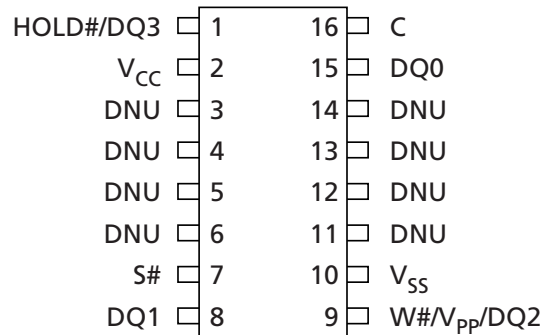 HOLD#/DQ3 1 16 C
VCC 2 15 DQ0
DNU 3 14 DNU
DNU 4 13 DNU
DNU 5 12 DNU
DNU 6 11 DNU
S# 7 10 VSS
DQ1 8 9 W#/VPP/DQ2